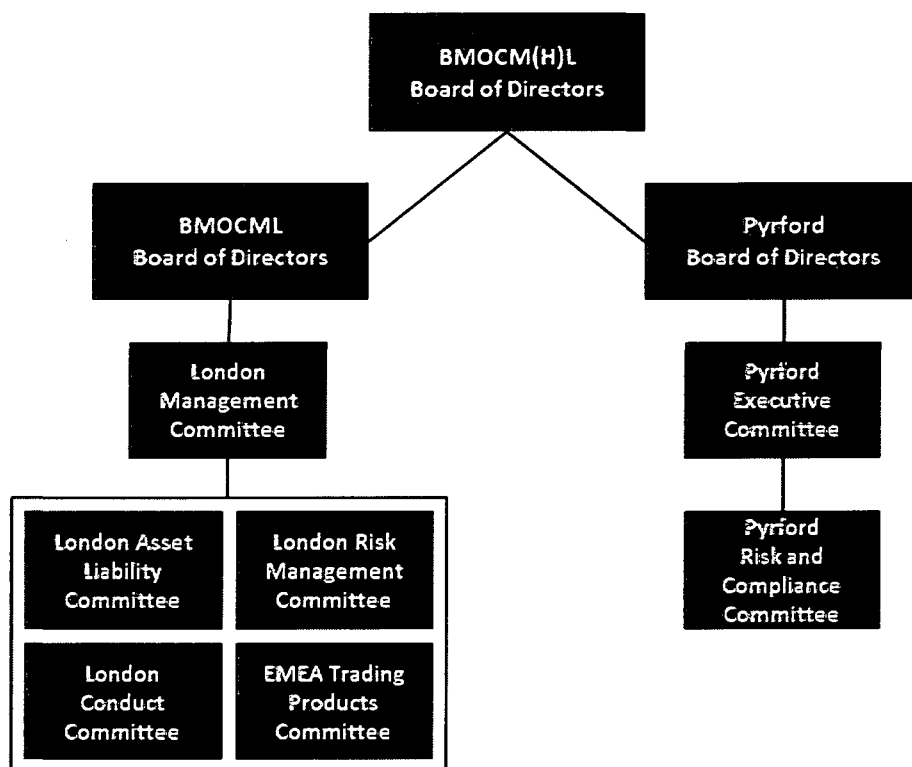 BMOCM(H)L
Board of Directors
BMOCML
Board of Directors
Pyrford
Board of Directors
London
Management
Committee
Pyrford
Executive
Committee
London Asset
Liability
Committee
London Risk
Management
Committee
Pyrford
Risk and
Compliance
Committee
London
Conduct
Committee
EMEA Trading
Products
Committee